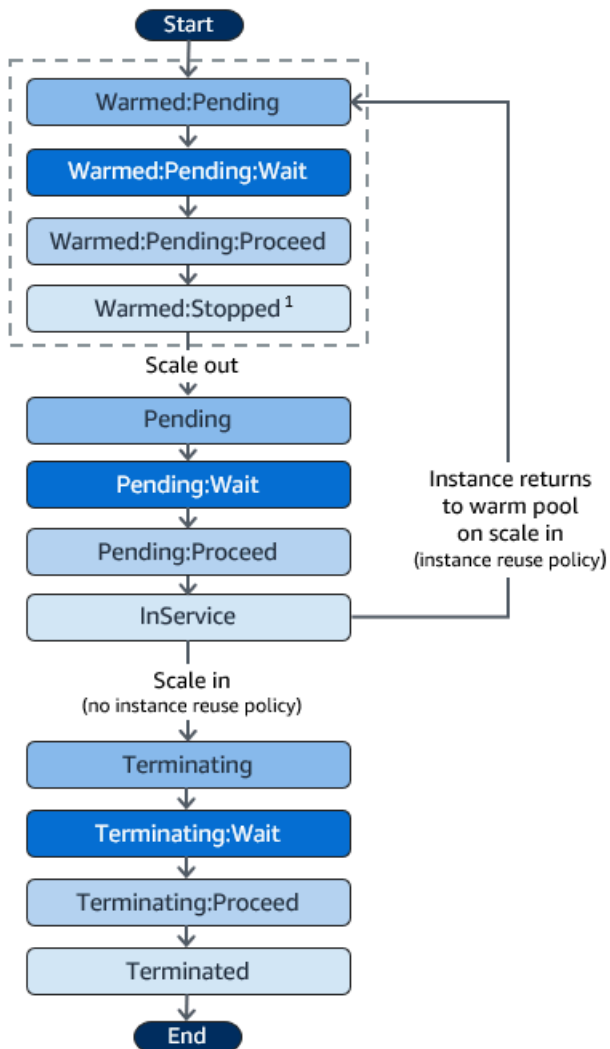 Start
Warmed:Pending
Warmed:Pending:Wait
Warmed:Pending:Proceed
Warmed:Stopped¹
Scale out
Pending
Pending:Wait
Pending:Proceed
InService
Instance returns
to warm pool
on scale in
(instance reuse policy)
Scale in
(no instance reuse policy)
Terminating
Terminating:Wait
Terminating:Proceed
Terminated
End